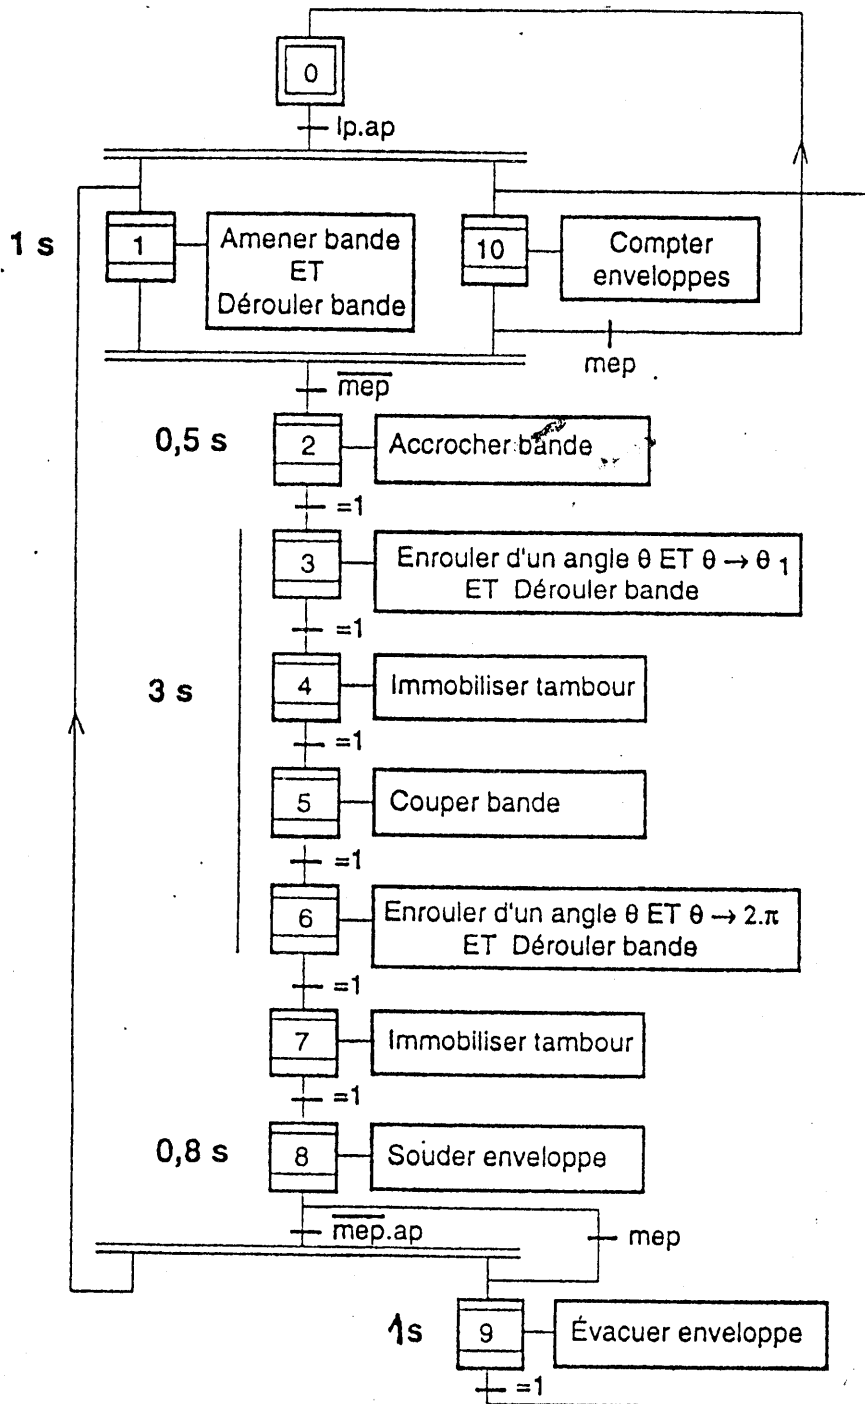 0
lp.ap
1 s
1
Amener bande
ET
Dérouler bande
10
Compter
enveloppes
mep
m̅e̅p̅
0,5 s
2
Accrocher bande
=1
3
Enrouler d'un angle θ ET θ → θ 1
ET Dérouler bande
=1
3 s
4
Immobiliser tambour
=1
5
Couper bande
=1
6
Enrouler d'un angle θ ET θ → 2.π
ET Dérouler bande
=1
7
Immobiliser tambour
=1
0,8 s
8
Souder enveloppe
m̅e̅p̅.ap
mep
1s
9
Évacuer enveloppe
=1